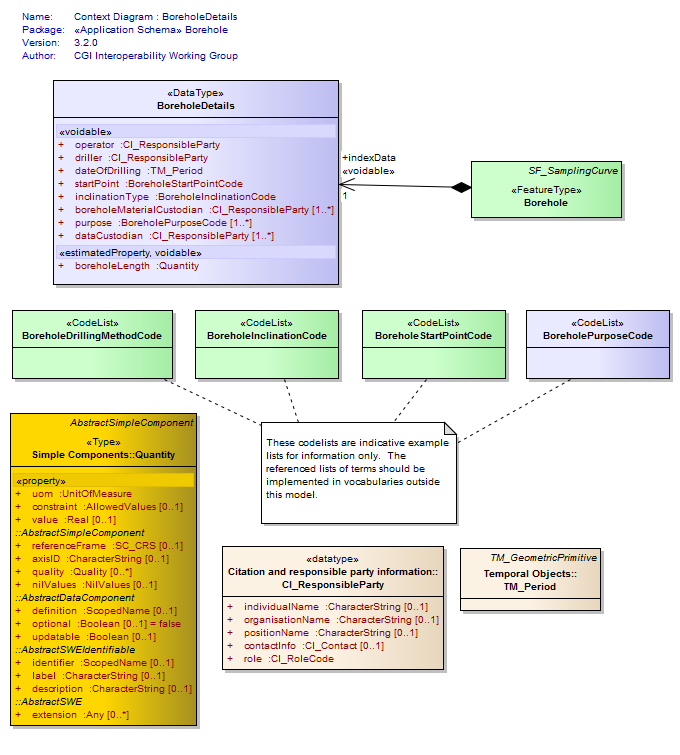 Name: Context Diagram : BoreholeDetails
Package: «Application Schema» Borehole
Version: 3.2.0
Author: CGI Interoperability Working Group
«DataType»
BoreholeDetails
«voidable»
+ operator :CI_ResponsibleParty
+ driller :CI_ResponsibleParty
+ dateOfDrilling :TM_Period
+ startPoint :BoreholeStartPointCode
+ inclinationType :BoreholeInclinationCode
+ boreholeMaterialCustodian :CI_ResponsibleParty [1..*]
+ purpose :BoreholePurposeCode [1..*]
+ dataCustodian :CI_ResponsibleParty [1..*]
«estimatedProperty, voidable»
+ boreholeLength :Quantity
+indexData
«voidable»
1
SF_SamplingCurve
«FeatureType»
Borehole
«CodeList»
BoreholeDrillingMethodCode
«CodeList»
BoreholeInclinationCode
«CodeList»
BoreholeStartPointCode
«CodeList»
BoreholePurposeCode
These codelists are indicative example
lists for information only. The
referenced lists of terms should be
implemented in vocabularies outside
this model.
AbstractSimpleComponent
«Type»
Simple Components::Quantity
«property»
+ uom :UnitOfMeasure
+ constraint :AllowedValues [0..1]
+ value :Real [0..1]
::AbstractSimpleComponent
+ referenceFrame :SC_CRS [0..1]
+ axisID :CharacterString [0..1]
+ quality :Quality [0..*]
+ nilValues :NilValues [0..1]
::AbstractDataComponent
+ definition :ScopedName [0..1]
+ optional :Boolean [0..1] = false
+ updatable :Boolean [0..1]
::AbstractSWEIdentifiable
+ identifier :ScopedName [0..1]
+ label :CharacterString [0..1]
+ description :CharacterString [0..1]
::AbstractSWE
+ extension :Any [0..*]
«datatype»
Citation and responsible party information::
CI_ResponsibleParty
+ individualName :CharacterString [0..1]
+ organisationName :CharacterString [0..1]
+ positionName :CharacterString [0..1]
+ contactInfo :CI_Contact [0..1]
+ role :CI_RoleCode
TM_GeometricPrimitive
Temporal Objects::
TM_Period